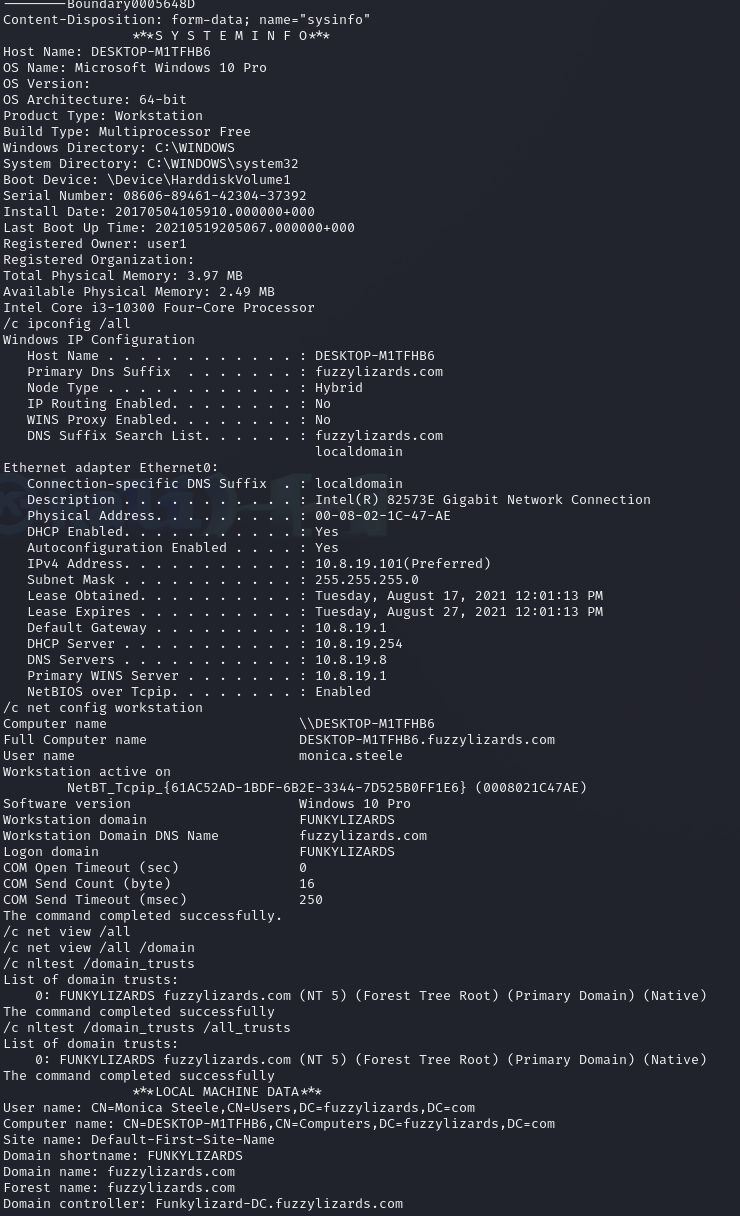 --------Boundary0005648D
Content-Disposition: form-data; name="sysinfo"
***S Y S T E M I N F O***
Host Name: DESKTOP-M1TFHB6
OS Name: Microsoft Windows 10 Pro
OS Version:
OS Architecture: 64-bit
Product Type: Workstation
Build Type: Multiprocessor Free
Windows Directory: C:\WINDOWS
System Directory: C:\WINDOWS\system32
Boot Device: \Device\HarddiskVolume1
Serial Number: 08606-89461-42304-37392
Install Date: 20170504105910.000000+000
Last Boot Up Time: 20210519205067.000000+000
Registered Owner: user1
Registered Organization:
Total Physical Memory: 3.97 MB
Available Physical Memory: 2.49 MB
Intel Core i3-10300 Four-Core Processor
/c ipconfig /all
Windows IP Configuration
Host Name . . . . . . . . . . . . : DESKTOP-M1TFHB6
Primary Dns Suffix  . . . . . . . : fuzzylizards.com
Node Type . . . . . . . . . . . . : Hybrid
IP Routing Enabled. . . . . . . . : No
WINS Proxy Enabled. . . . . . . . : No
DNS Suffix Search List. . . . . . : fuzzylizards.com
localdomain
Ethernet adapter Ethernet0:
Connection-specific DNS Suffix  . : localdomain
Description . . . . . . . . . . . : Intel(R) 82573E Gigabit Network Connection
Physical Address. . . . . . . . . : 00-08-02-1C-47-AE
DHCP Enabled. . . . . . . . . . . : Yes
Autoconfiguration Enabled . . . . : Yes
IPv4 Address. . . . . . . . . . . : 10.8.19.101(Preferred)
Subnet Mask . . . . . . . . . . . : 255.255.255.0
Lease Obtained. . . . . . . . . . : Tuesday, August 17, 2021 12:01:13 PM
Lease Expires . . . . . . . . . . : Tuesday, August 27, 2021 12:01:13 PM
Default Gateway . . . . . . . . . : 10.8.19.1
DHCP Server . . . . . . . . . . . : 10.8.19.254
DNS Servers . . . . . . . . . . . : 10.8.19.8
Primary WINS Server . . . . . . . : 10.8.19.1
NetBIOS over Tcpip. . . . . . . . : Enabled
/c net config workstation
Computer name                        \\DESKTOP-M1TFHB6
Full Computer name                   DESKTOP-M1TFHB6.fuzzylizards.com
User name                            monica.steele
Workstation active on
NetBT_Tcpip_{61AC52AD-1BDF-6B2E-3344-7D525B0FF1E6} (0008021C47AE)
Software version                     Windows 10 Pro
Workstation domain                   FUNKYLIZARDS
Workstation Domain DNS Name          fuzzylizards.com
Logon domain                         FUNKYLIZARDS
COM Open Timeout (sec)               0
COM Send Count (byte)                16
COM Send Timeout (msec)              250
The command completed successfully.
/c net view /all
/c net view /all /domain
/c nltest /domain_trusts
List of domain trusts:
0: FUNKYLIZARDS fuzzylizards.com (NT 5) (Forest Tree Root) (Primary Domain) (Native)
The command completed successfully
/c nltest /domain_trusts /all_trusts
List of domain trusts:
0: FUNKYLIZARDS fuzzylizards.com (NT 5) (Forest Tree Root) (Primary Domain) (Native)
The command completed successfully
***LOCAL MACHINE DATA***
User name: CN=Monica Steele,CN=Users,DC=fuzzylizards,DC=com
Computer name: CN=DESKTOP-M1TFHB6,CN=Computers,DC=fuzzylizards,DC=com
Site name: Default-First-Site-Name
Domain shortname: FUNKYLIZARDS
Domain name: fuzzylizards.com
Forest name: fuzzylizards.com
Domain controller: Funkylizard-DC.fuzzylizards.com